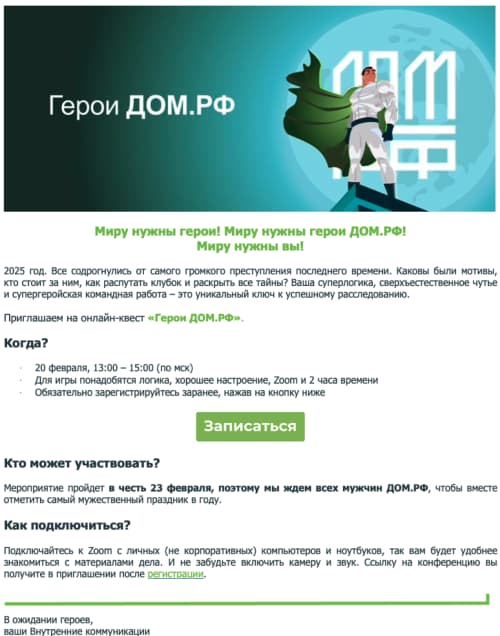 ДОМ
РФ
Герои ДОМ.РФ
Миру нужны герои! Миру нужны герои ДОМ.РФ!
Миру нужны вы!
2025 год. Все содрогнулись от самого громкого преступления последнего времени. Каковы были мотивы,
кто стоит за ним, как распутать клубок и раскрыть все тайны? Ваша суперлогика, сверхъестественное чутье
и супергеройская командная работа – это уникальный ключ к успешному расследованию.
Приглашаем на онлайн-квест «Герои ДОМ.РФ».
Когда?
· 20 февраля, 13:00 – 15:00 (по мск)
· Для игры понадобятся логика, хорошее настроение, Zoom и 2 часа времени
· Обязательно зарегистрируйтесь заранее, нажав на кнопку ниже
Записаться
Кто может участвовать?
Мероприятие пройдет в честь 23 февраля, поэтому мы ждем всех мужчин ДОМ.РФ, чтобы вместе
отметить самый мужественный праздник в году.
Как подключиться?
Подключайтесь к Zoom с личных (не корпоративных) компьютеров и ноутбуков, так вам будет удобнее
знакомиться с материалами дела. И не забудьте включить камеру и звук. Ссылку на конференцию вы
получите в приглашении после регистрации.
В ожидании героев,
ваши Внутренние коммуникации